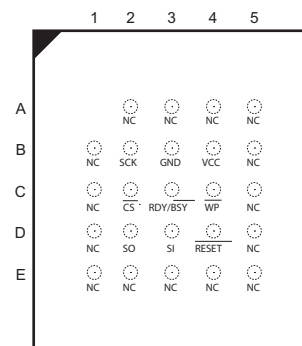 1 2 3 4 5
A
NC NC NC NC
B
NC SCK GND VCC NC
C
NC CS RDY/BSY WP NC
D
NC SO SI RESET NC
E
NC NC NC NC NC